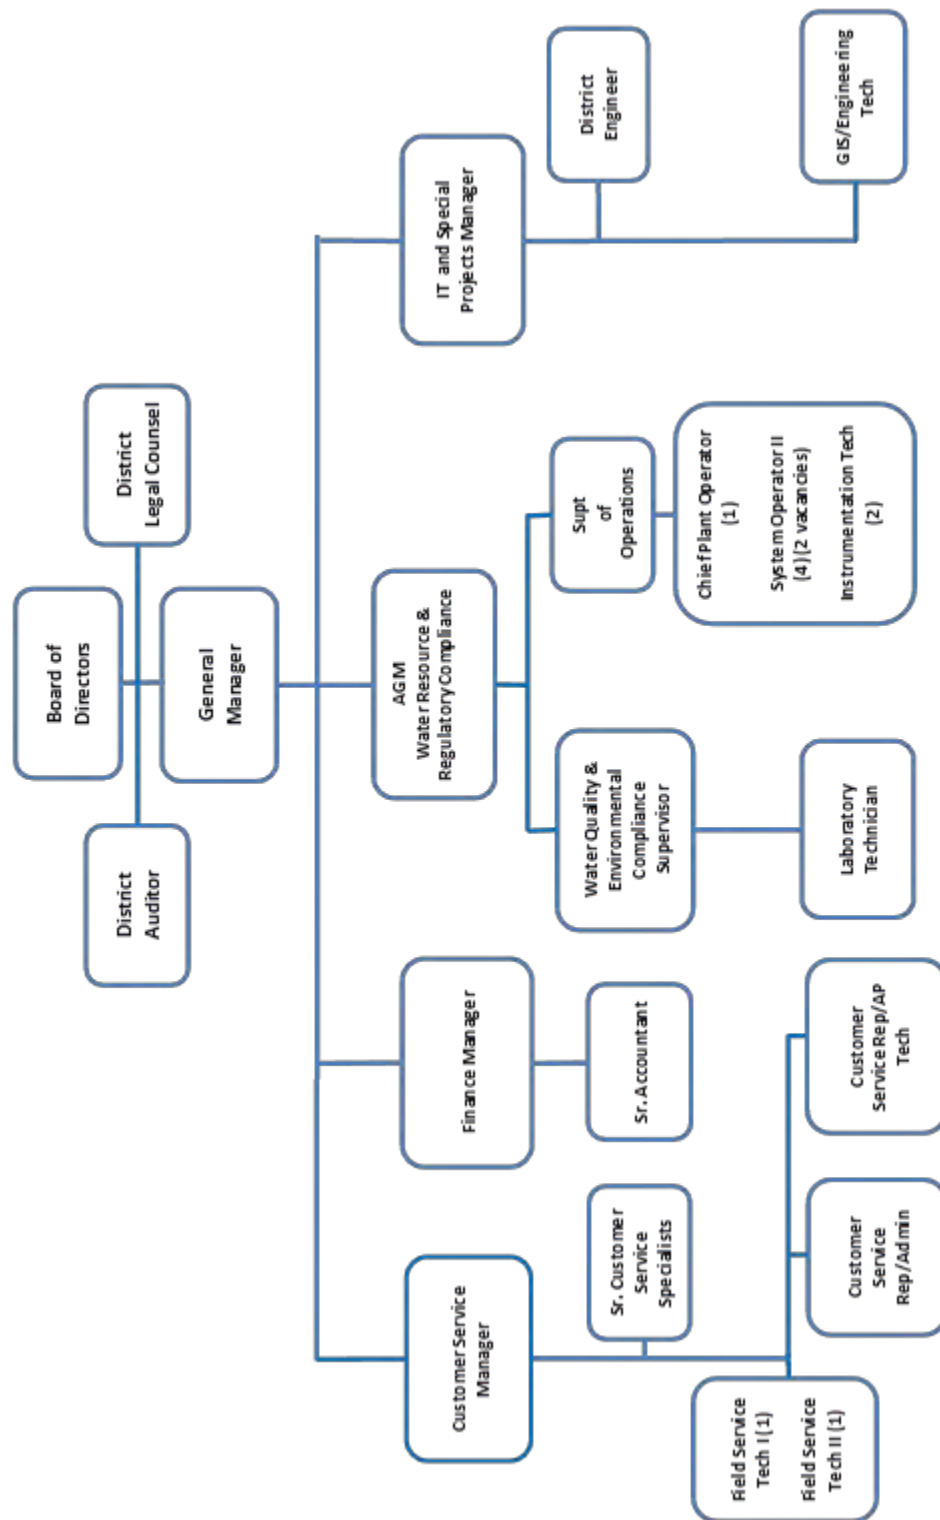 Board of
Directors
District
Auditor
District
Legal Counsel
General
Manager
Customer Service
Manager
Finance Manager
AGM
Water Resource &
Regulatory Compliance
IT and Special
Projects Manager
Sr. Customer
Service
Specialists
Sr. Accountant
Water Quality &
Environmental
Compliance
Supervisor
Supt
of
Operations
District
Engineer
Field Service
Tech I (1)
Field Service
Tech II (1)
Customer
Service
Rep/Admin
Customer
Service Rep/AP
Tech
Laboratory
Technician
Chief Plant Operator
(1)
System Operator II
(4) (2 vacancies)
Instrumentation Tech
(2)
GIS/Engineering
Tech